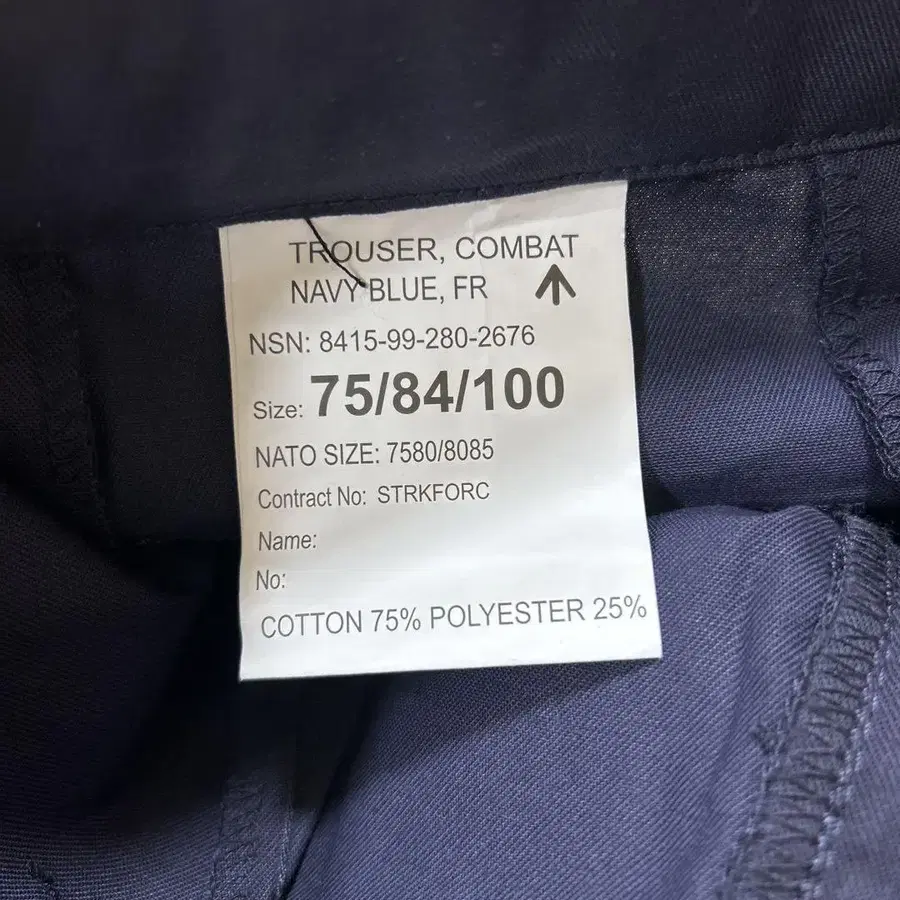 TROUSER, COMBAT
NAVY BLUE, FR
NSN: 8415-99-280-2676
Size: 75/84/100
NATO SIZE: 7580/8085
Contract No: STRKFORC
Name:
No:
COTTON 75% POLYESTER 25%